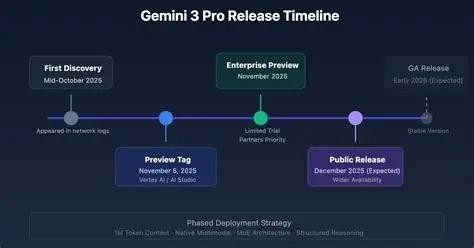 Gemini 3 Pro Release Timeline
First Discovery
Mid-October 2025
Enterprise Preview
November 2025
GA Release
Early 2026 (Expected)
Appeared in network logs
Limited Trial
Partners Priority
Stable Version
Preview Tag
November 5, 2025
Vertex AI / AI Studio
Public Release
December 2025 (Expected)
Wider Availability
Phased Deployment Strategy
1M Token Context · Native Multimodal · MoE Architecture · Structured Reasoning